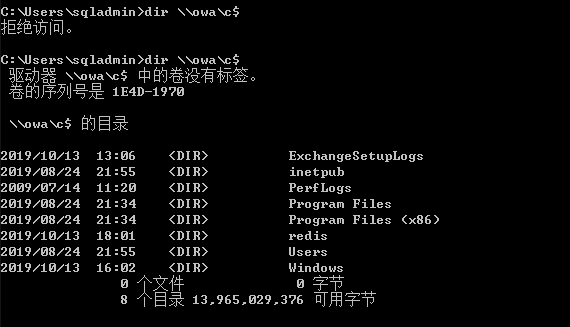 C:\Users\sqladmin>dir \\owa\c$
拒绝访问。
C:\Users\sqladmin>dir \\owa\c$
驱动器 \\owa\c$ 中的卷没有标签。
卷的序列号是 1E4D-1970
\\owa\c$ 的目录
2019/10/13  13:06    <DIR>          ExchangeSetupLogs
2019/08/24  21:55    <DIR>          inetpub
2009/07/14  11:20    <DIR>          PerfLogs
2019/08/24  21:34    <DIR>          Program Files
2019/08/24  21:34    <DIR>          Program Files (x86)
2019/10/13  18:01    <DIR>          redis
2019/08/24  21:55    <DIR>          Users
2019/10/13  16:02    <DIR>          Windows
0 个文件              0 字节
8 个目录 13,965,029,376 可用字节